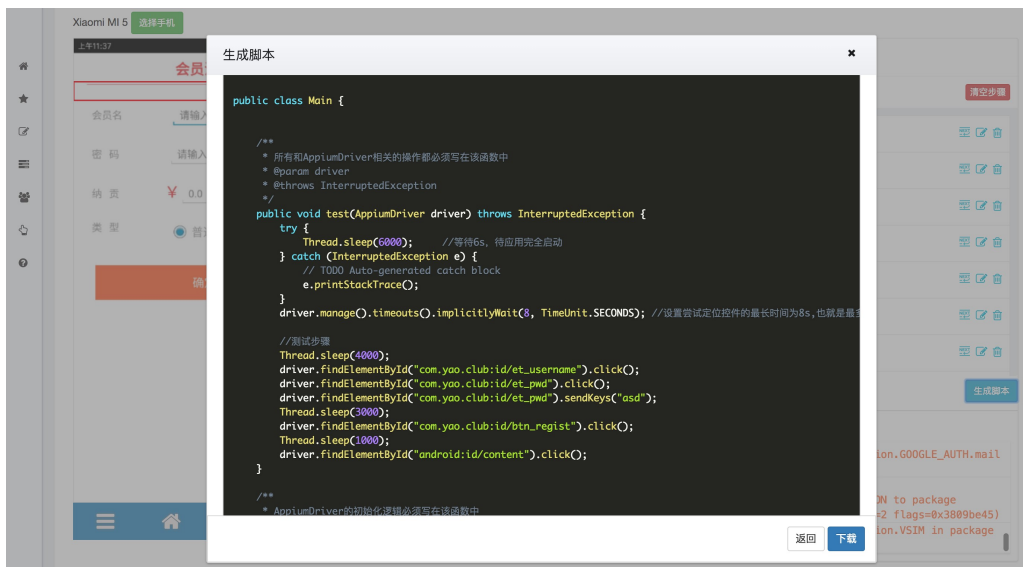 Xiaomi MI 5 选择手机
上午11:37
会员
会员名 请输入
密 码 请输入
纳 贡 ¥ 0.0
类 型 普通
确
生成脚本 ×
public class Main {
/**
* 所有和AppiumDriver相关的操作都必须写在该函数中
* @param driver
* @throws InterruptedException
*/
public void test(AppiumDriver driver) throws InterruptedException {
try {
Thread.sleep(6000); //等待6s, 待应用完全启动
} catch (InterruptedException e) {
// TODO Auto-generated catch block
e.printStackTrace();
}
driver.manage().timeouts().implicitlyWait(8, TimeUnit.SECONDS); //设置尝试定位控件的最长时间为8s,也就是最多
//测试步骤
Thread.sleep(4000);
driver.findElementById("com.yao.club:id/et_username").click();
driver.findElementById("com.yao.club:id/et_pwd").click();
driver.findElementById("com.yao.club:id/et_pwd").sendKeys("asd");
Thread.sleep(3000);
driver.findElementById("com.yao.club:id/btn_regist").click();
Thread.sleep(1000);
driver.findElementById("android:id/content").click();
}
/**
* AppiumDriver的初始化逻辑必须写在该函数中
返回 下载
清空步骤
生成脚本
ion.GOOGLE_AUTH.mail
ON to package
=2 flags=0x3809be45)
ion.VSIM in package